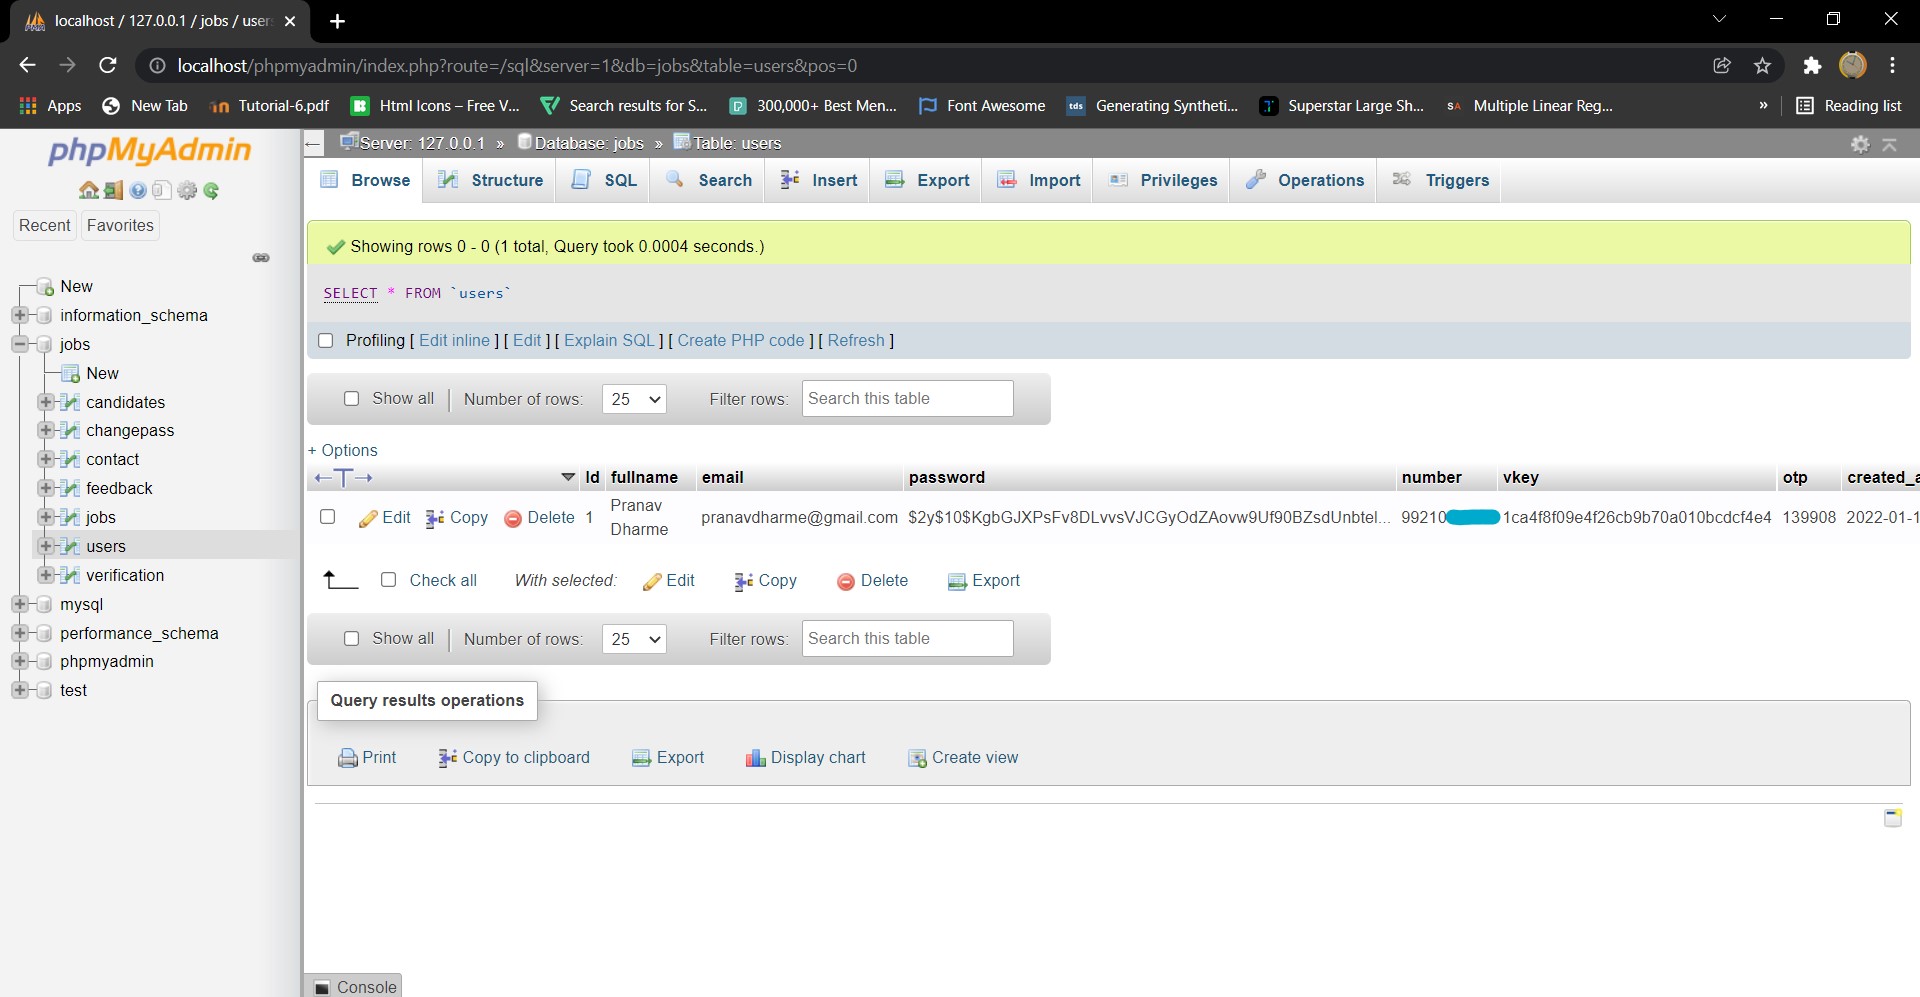 localhost / 127.0.0.1 / jobs / user
localhost/phpmyadmin/index.php?route=/sql&server=1&db=jobs&table=users&pos=0
Apps New Tab Tutorial-6.pdf Html Icons – Free V... Search results for S... 300,000+ Best Men... Font Awesome tds Generating Syntheti... Superstar Large Sh... SA Multiple Linear Reg... » Reading list
phpMyAdmin
Recent Favorites
New
information_schema
jobs
New
candidates
changepass
contact
feedback
jobs
users
verification
mysql
performance_schema
phpmyadmin
test
Server: 127.0.0.1 » Database: jobs » Table: users
Browse Structure SQL Search Insert Export Import Privileges Operations Triggers
Showing rows 0 - 0 (1 total, Query took 0.0004 seconds.)
SELECT * FROM `users`
Profiling [ Edit inline ] [ Edit ] [ Explain SQL ] [ Create PHP code ] [ Refresh ]
Show all Number of rows: 25 Filter rows: Search this table
+ Options
←T→ Id fullname email password number vkey otp created_a
Edit Copy Delete 1 Pranav Dharme pranavdharme@gmail.com $2y$10$KgbGJXPsFv8DLvvsVJCGyOdZAovw9Uf90BZsdUnbtel... 99210 1ca4f8f09e4f26cb9b70a010bcdcf4e4 139908 2022-01-1
Check all With selected: Edit Copy Delete Export
Show all Number of rows: 25 Filter rows: Search this table
Query results operations
Print Copy to clipboard Export Display chart Create view
Console